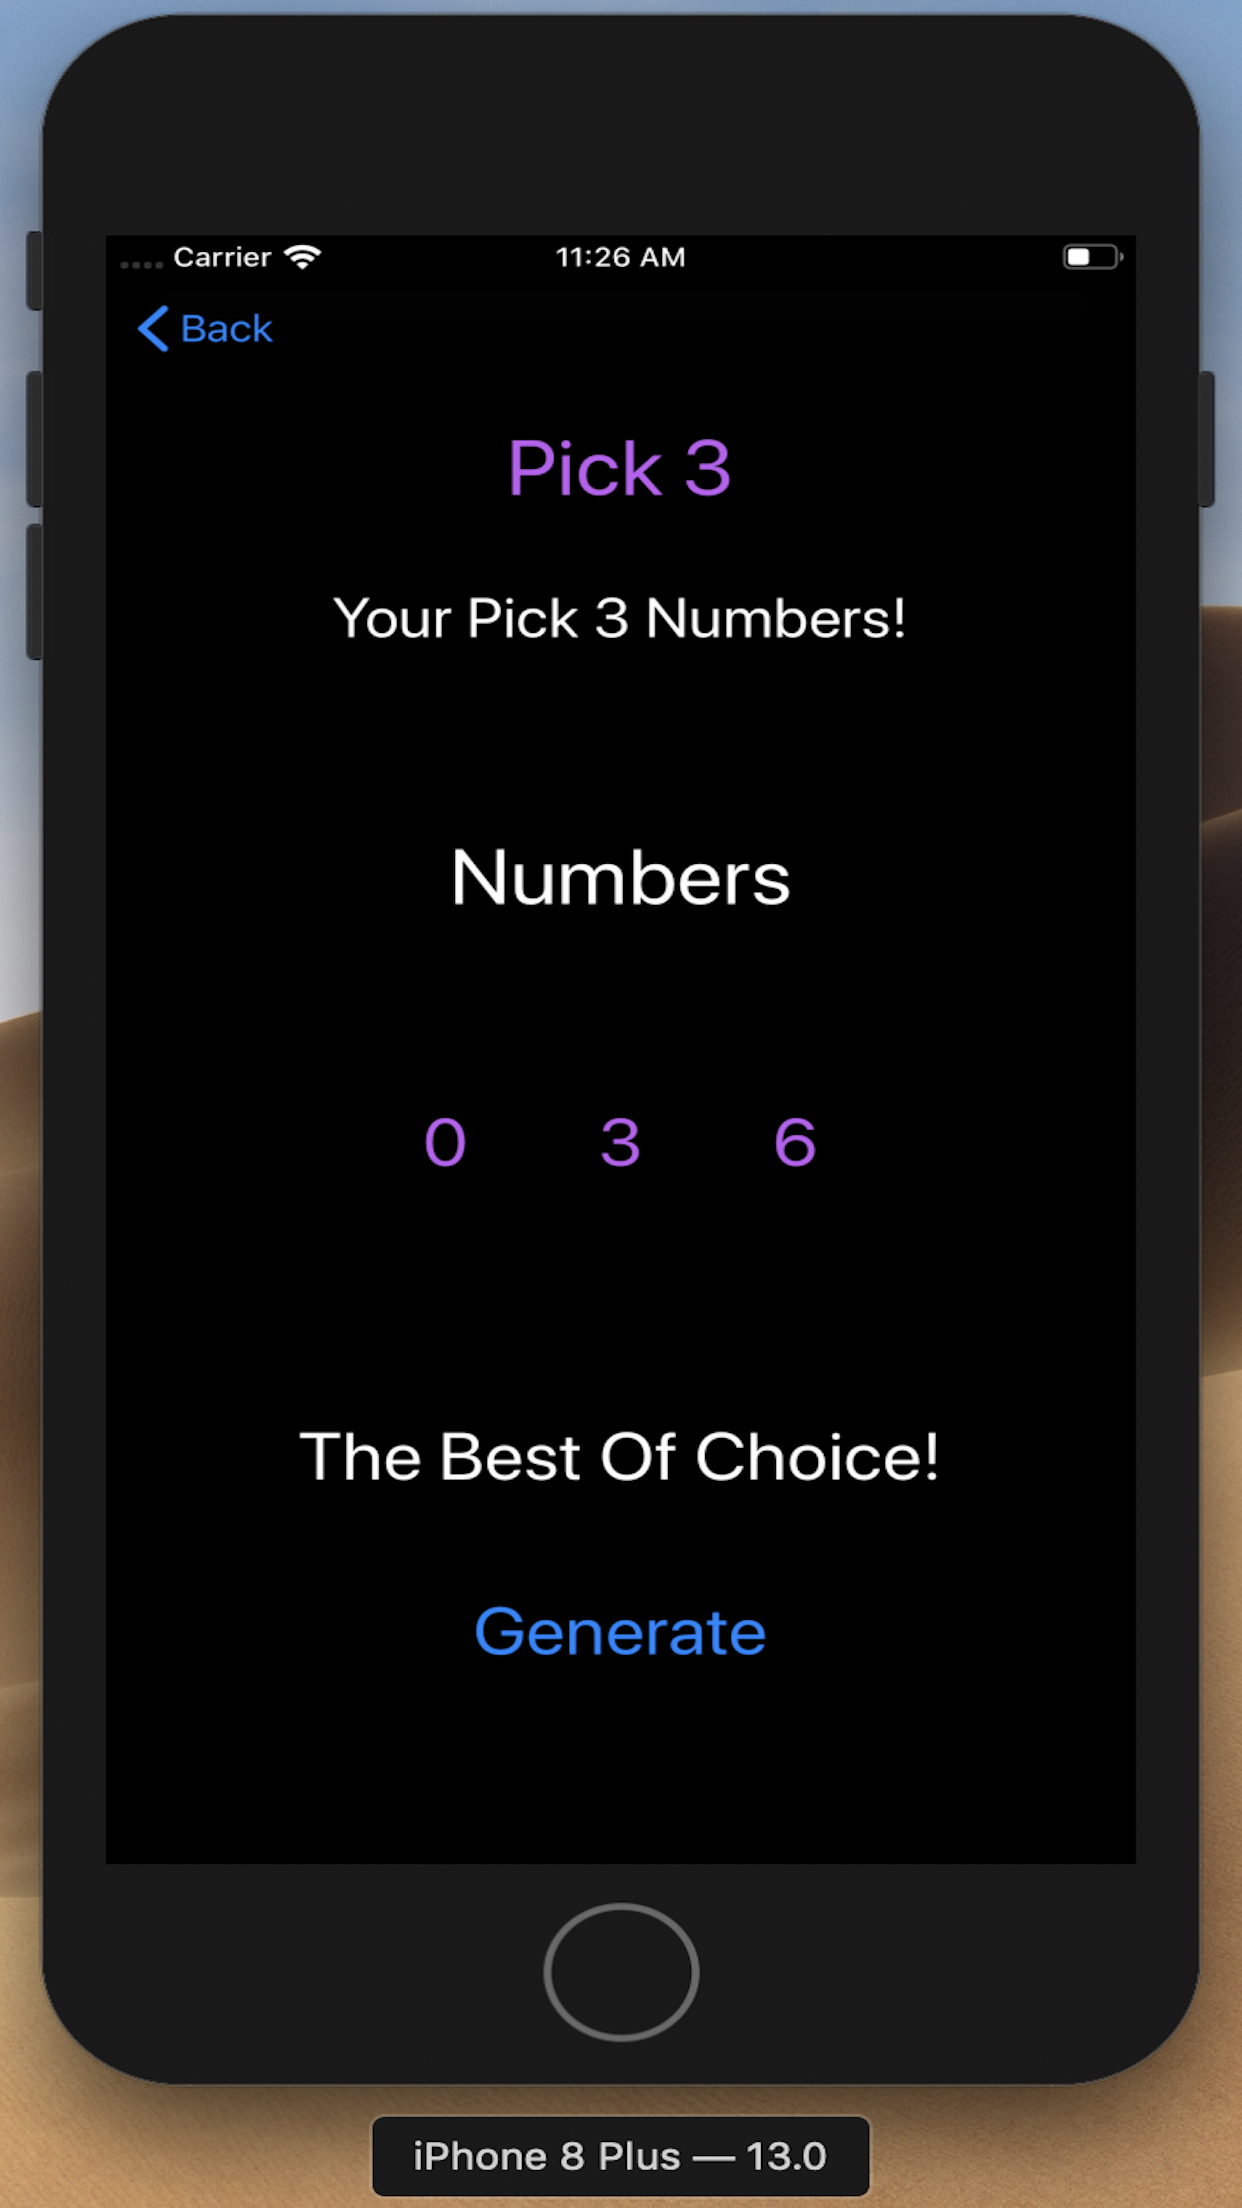 Carrier 11:26 AM
Back
Pick 3
Your Pick 3 Numbers!
Numbers
0 3 6
The Best Of Choice!
Generate
iPhone 8 Plus — 13.0